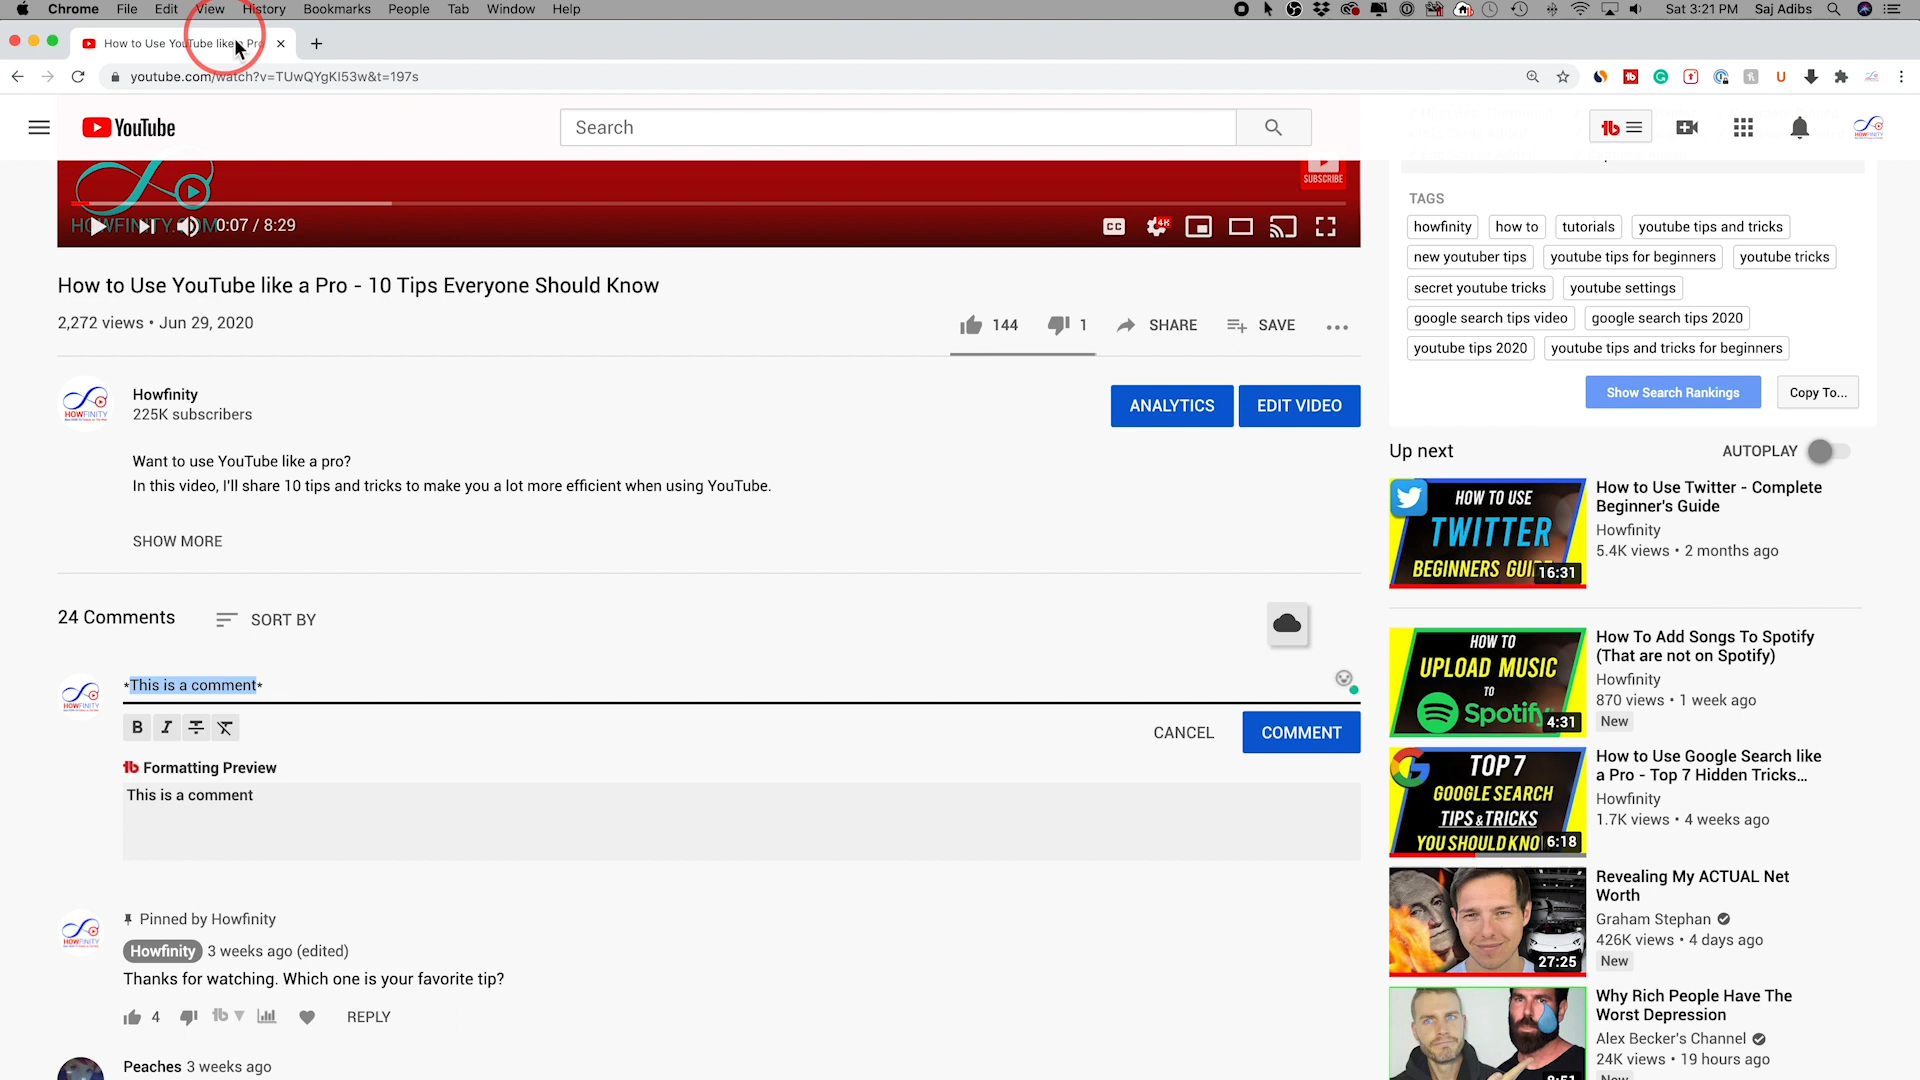 Chrome File Edit View History Bookmarks People Tab Window Help
Sat 3:21 PM Saj Adibs
How to Use YouTube like a Pr
youtube.com/watch?v=TUwQYgKI53w&t=197s
YouTube
Search
SUBSCRIBE
HOWFINITY.COM
0:07 / 8:29
CC
4K
How to Use YouTube like a Pro - 10 Tips Everyone Should Know
2,272 views • Jun 29, 2020
144
1
SHARE
SAVE
Howfinity
225K subscribers
ANALYTICS
EDIT VIDEO
Want to use YouTube like a pro?
In this video, I'll share 10 tips and tricks to make you a lot more efficient when using YouTube.
SHOW MORE
24 Comments
SORT BY
*This is a comment*
B I
CANCEL
COMMENT
tb Formatting Preview
This is a comment
Pinned by Howfinity
Howfinity 3 weeks ago (edited)
Thanks for watching. Which one is your favorite tip?
4
REPLY
Peaches 3 weeks ago
TAGS
howfinity how to tutorials youtube tips and tricks
new youtuber tips youtube tips for beginners youtube tricks
secret youtube tricks youtube settings
google search tips video google search tips 2020
youtube tips 2020 youtube tips and tricks for beginners
Show Search Rankings Copy To...
Up next
AUTOPLAY
HOW TO USE
TWITTER
BEGINNERS GUI
16:31
How to Use Twitter - Complete
Beginner's Guide
Howfinity
5.4K views • 2 months ago
HOW TO
UPLOAD MUSIC
TO
Spotify
4:31
How To Add Songs To Spotify
(That are not on Spotify)
Howfinity
870 views • 1 week ago
New
TOP 7
GOOGLE SEARCH
TIPS & TRICKS
YOU SHOULD KNO
6:18
How to Use Google Search like
a Pro - Top 7 Hidden Tricks...
Howfinity
1.7K views • 4 weeks ago
27:25
Revealing My ACTUAL Net
Worth
Graham Stephan
426K views • 4 days ago
New
Why Rich People Have The
Worst Depression
Alex Becker's Channel
24K views • 19 hours ago